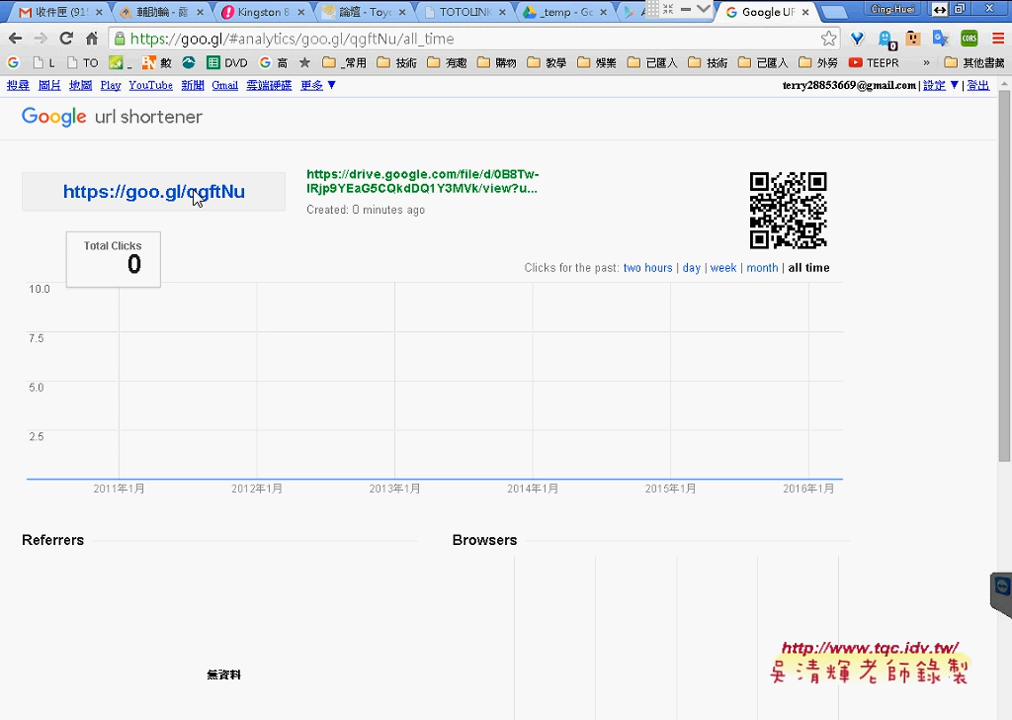 收件匣 (91
輔助輪 - 露
Kingston 8
論壇 - Toyo
TOTOLINK
_temp - Go
Google UR
Cing-Huei
https://goo.gl/#analytics/goo.gl/qgftNu/all_time
L
TO
DVD
高
_常用
技術
有趣
購物
教學
娛樂
已匯入
技術
已匯入
外勞
TEEPR
»
其他書籤
搜尋 圖片 地圖 Play YouTube 新聞 Gmail 雲端硬碟 更多 ▼
terry28853669@gmail.com | 設定 ▼ | 登出
Google url shortener
https://goo.gl/qgftNu
https://drive.google.com/file/d/0B8Tw-
IRjp9YEaG5CQkdDQ1Y3MVk/view?u...
Created: 0 minutes ago
Total Clicks
0
Clicks for the past: two hours | day | week | month | all time
10.0
7.5
5.0
2.5
2011年1月
2012年1月
2013年1月
2014年1月
2015年1月
2016年1月
Referrers
Browsers
無資料
http://www.tqc.idv.tw/
吳清輝老師錄製